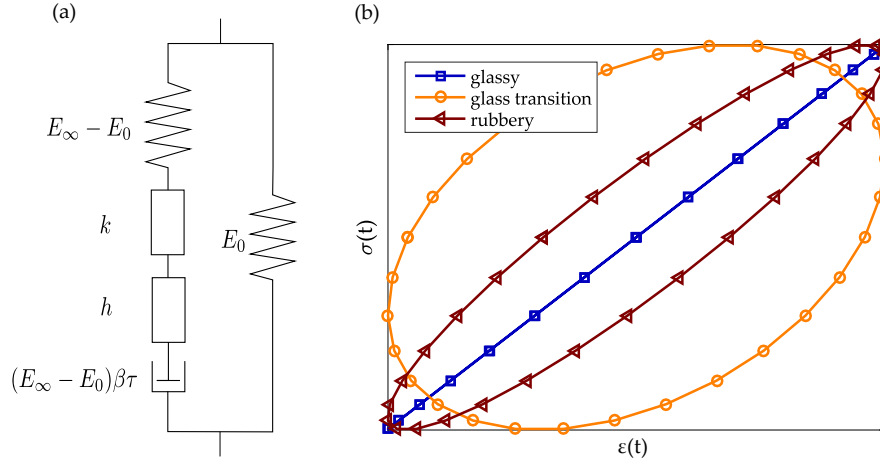 (a)
E∞ − E0
k
E0
h
(E∞ − E0)βτ
(b)
glassy
glass transition
rubbery
σ(t)
ε(t)